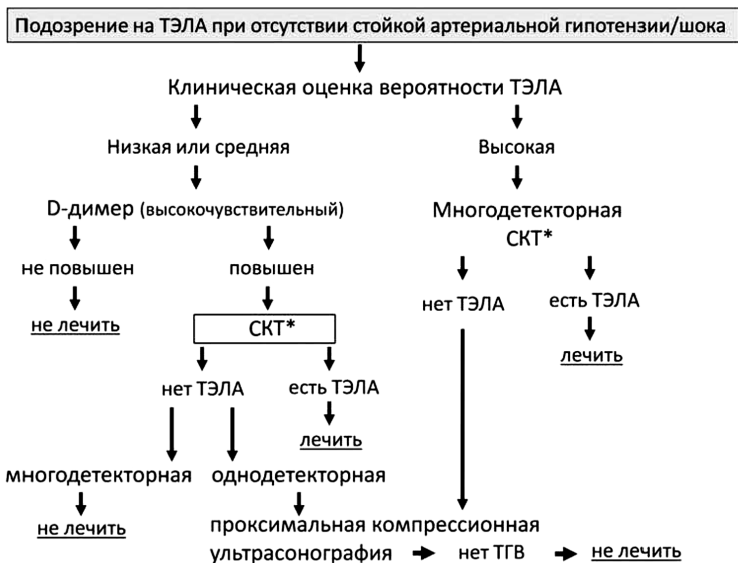 Подозрение на ТЭЛА при отсутствии стойкой артериальной гипотензии/шока
Клиническая оценка вероятности ТЭЛА
Низкая или средняя
Высокая
D-димер (высокочувствительный)
Многодетекторная
СКТ*
не повышен
повышен
нет ТЭЛА
есть ТЭЛА
не лечить
СКТ*
лечить
нет ТЭЛА
есть ТЭЛА
лечить
многодетекторная
однодетекторная
не лечить
проксимальная компрессионная
ультрасонография
нет ТГВ
не лечить